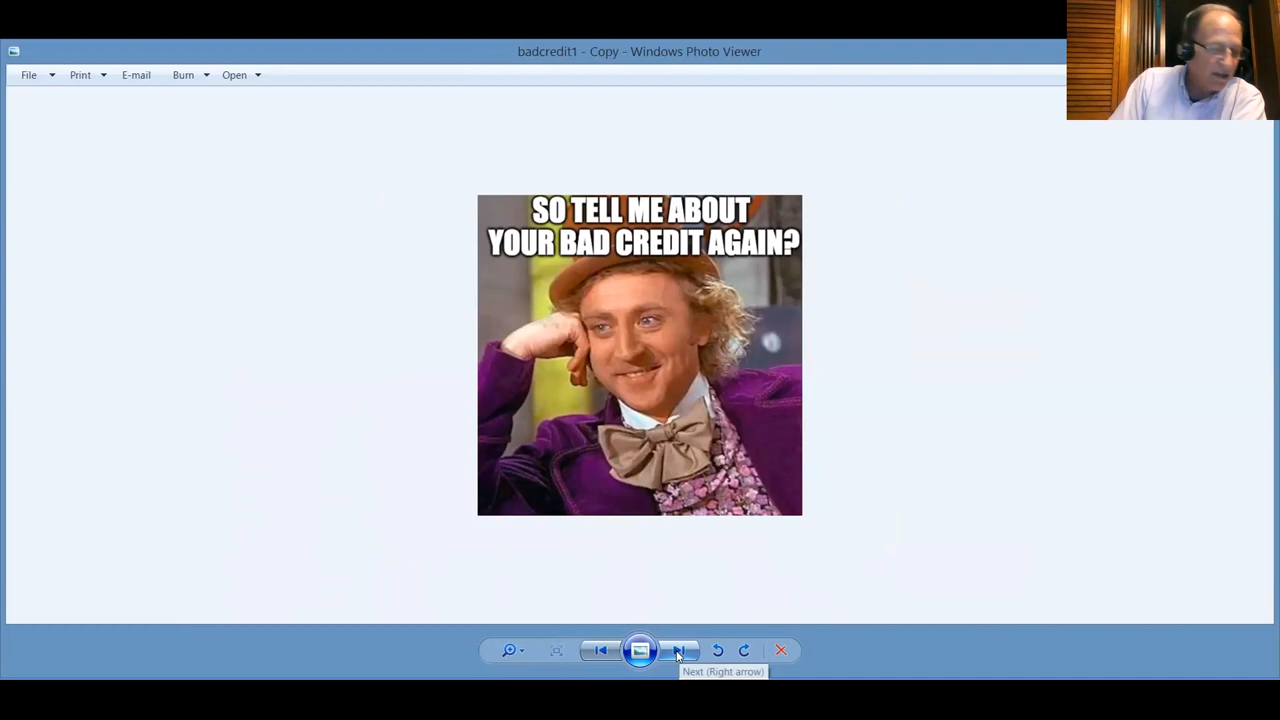 badcredit1 - Copy - Windows Photo Viewer
File Print E-mail Burn Open
SO TELL ME ABOUT
YOUR BAD CREDIT AGAIN?
Next (Right arrow)